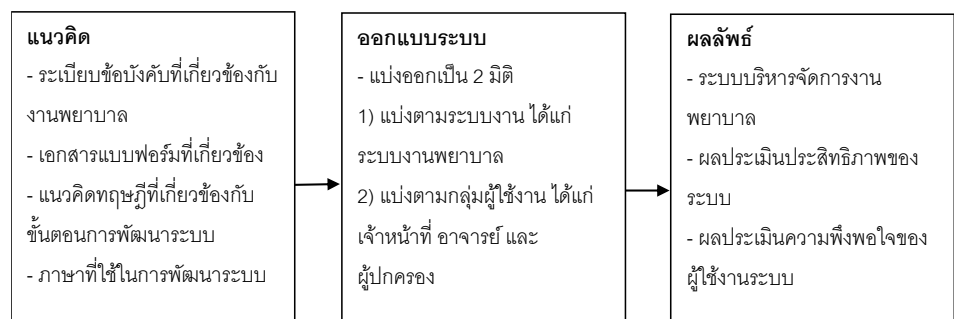 แนวคิด
- ระเบียบข้อบังคับที่เกี่ยวข้องกับ
งานพยาบาล
- เอกสารแบบฟอร์มที่เกี่ยวข้อง
- แนวคิดทฤษฎีที่เกี่ยวข้องกับ
ขั้นตอนการพัฒนาระบบ
- ภาษาที่ใช้ในการพัฒนาระบบ
ออกแบบระบบ
- แบ่งออกเป็น 2 มิติ
1) แบ่งตามระบบงาน ได้แก่
ระบบงานพยาบาล
2) แบ่งตามกลุ่มผู้ใช้งาน ได้แก่
เจ้าหน้าที่ อาจารย์ และ
ผู้ปกครอง
ผลลัพธ์
- ระบบบริหารจัดการงาน
พยาบาล
- ผลประเมินประสิทธิภาพของ
ระบบ
- ผลประเมินความพึงพอใจของ
ผู้ใช้งานระบบ